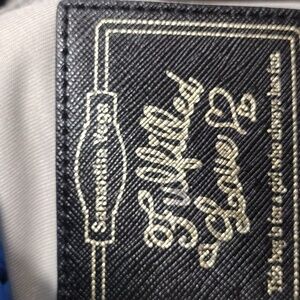 Samantha Vega
Fulfilled
Love
This bag is for a girl who always has fun